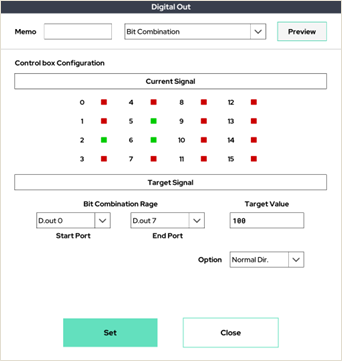 Digital Out
Memo Bit Combination Preview
Control box Configuration
Current Signal
0 4 8 12
1 5 9 13
2 6 10 14
3 7 11 15
Target Signal
Bit Combination Rage Target Value
D.out 0 D.out 7 100
Start Port End Port
Option Normal Dir.
Set Close